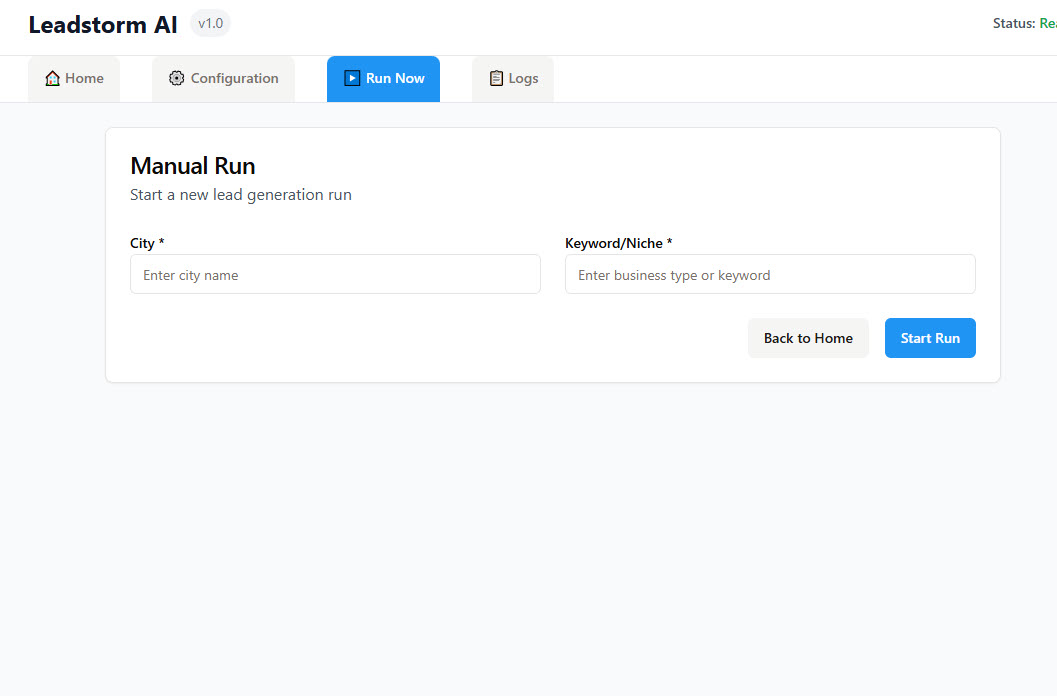 Leadstorm AI v1.0 Status:
Home Configuration Run Now Logs
Manual Run
Start a new lead generation run
City * Keyword/Niche *
Enter city name Enter business type or keyword
Back to Home Start Run